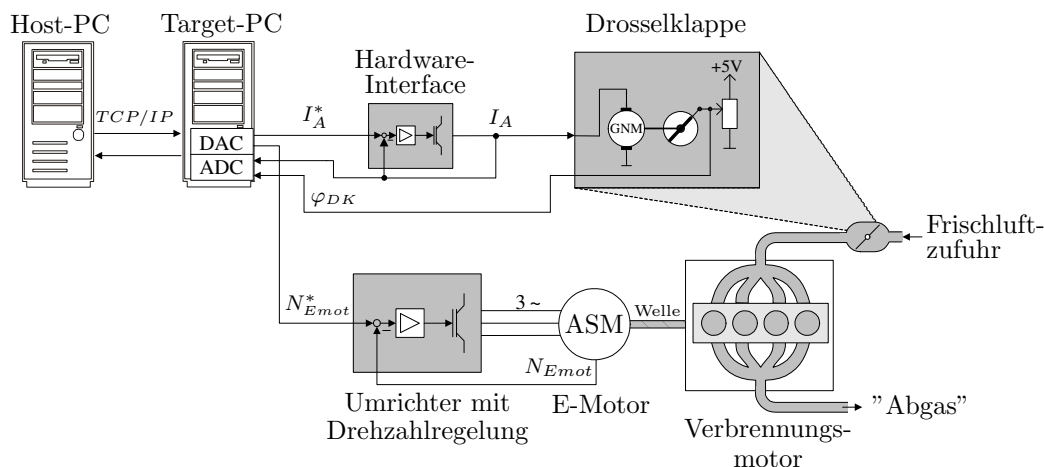 Host-PC
Target-PC
Drosselklappe
Hardware-
Interface
+5V
TCP/IP
I*A
IA
GNM
DAC
ADC
φDK
Frischluft-
zufuhr
N*Emot
3 ~
ASM
Welle
NEmot
Umrichter mit
Drehzahlregelung
E-Motor
"Abgas"
Verbrennungs-
motor